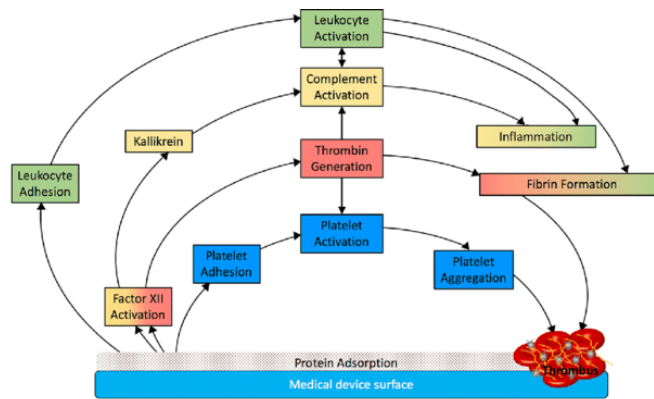 Leukocyte
Activation
Complement
Activation
Kallikrein
Inflammation
Thrombin
Generation
Leukocyte
Adhesion
Fibrin Formation
Platelet
Activation
Platelet
Adhesion
Platelet
Aggregation
Factor XII
Activation
Protein Adsorption
Thrombus
Medical device surface